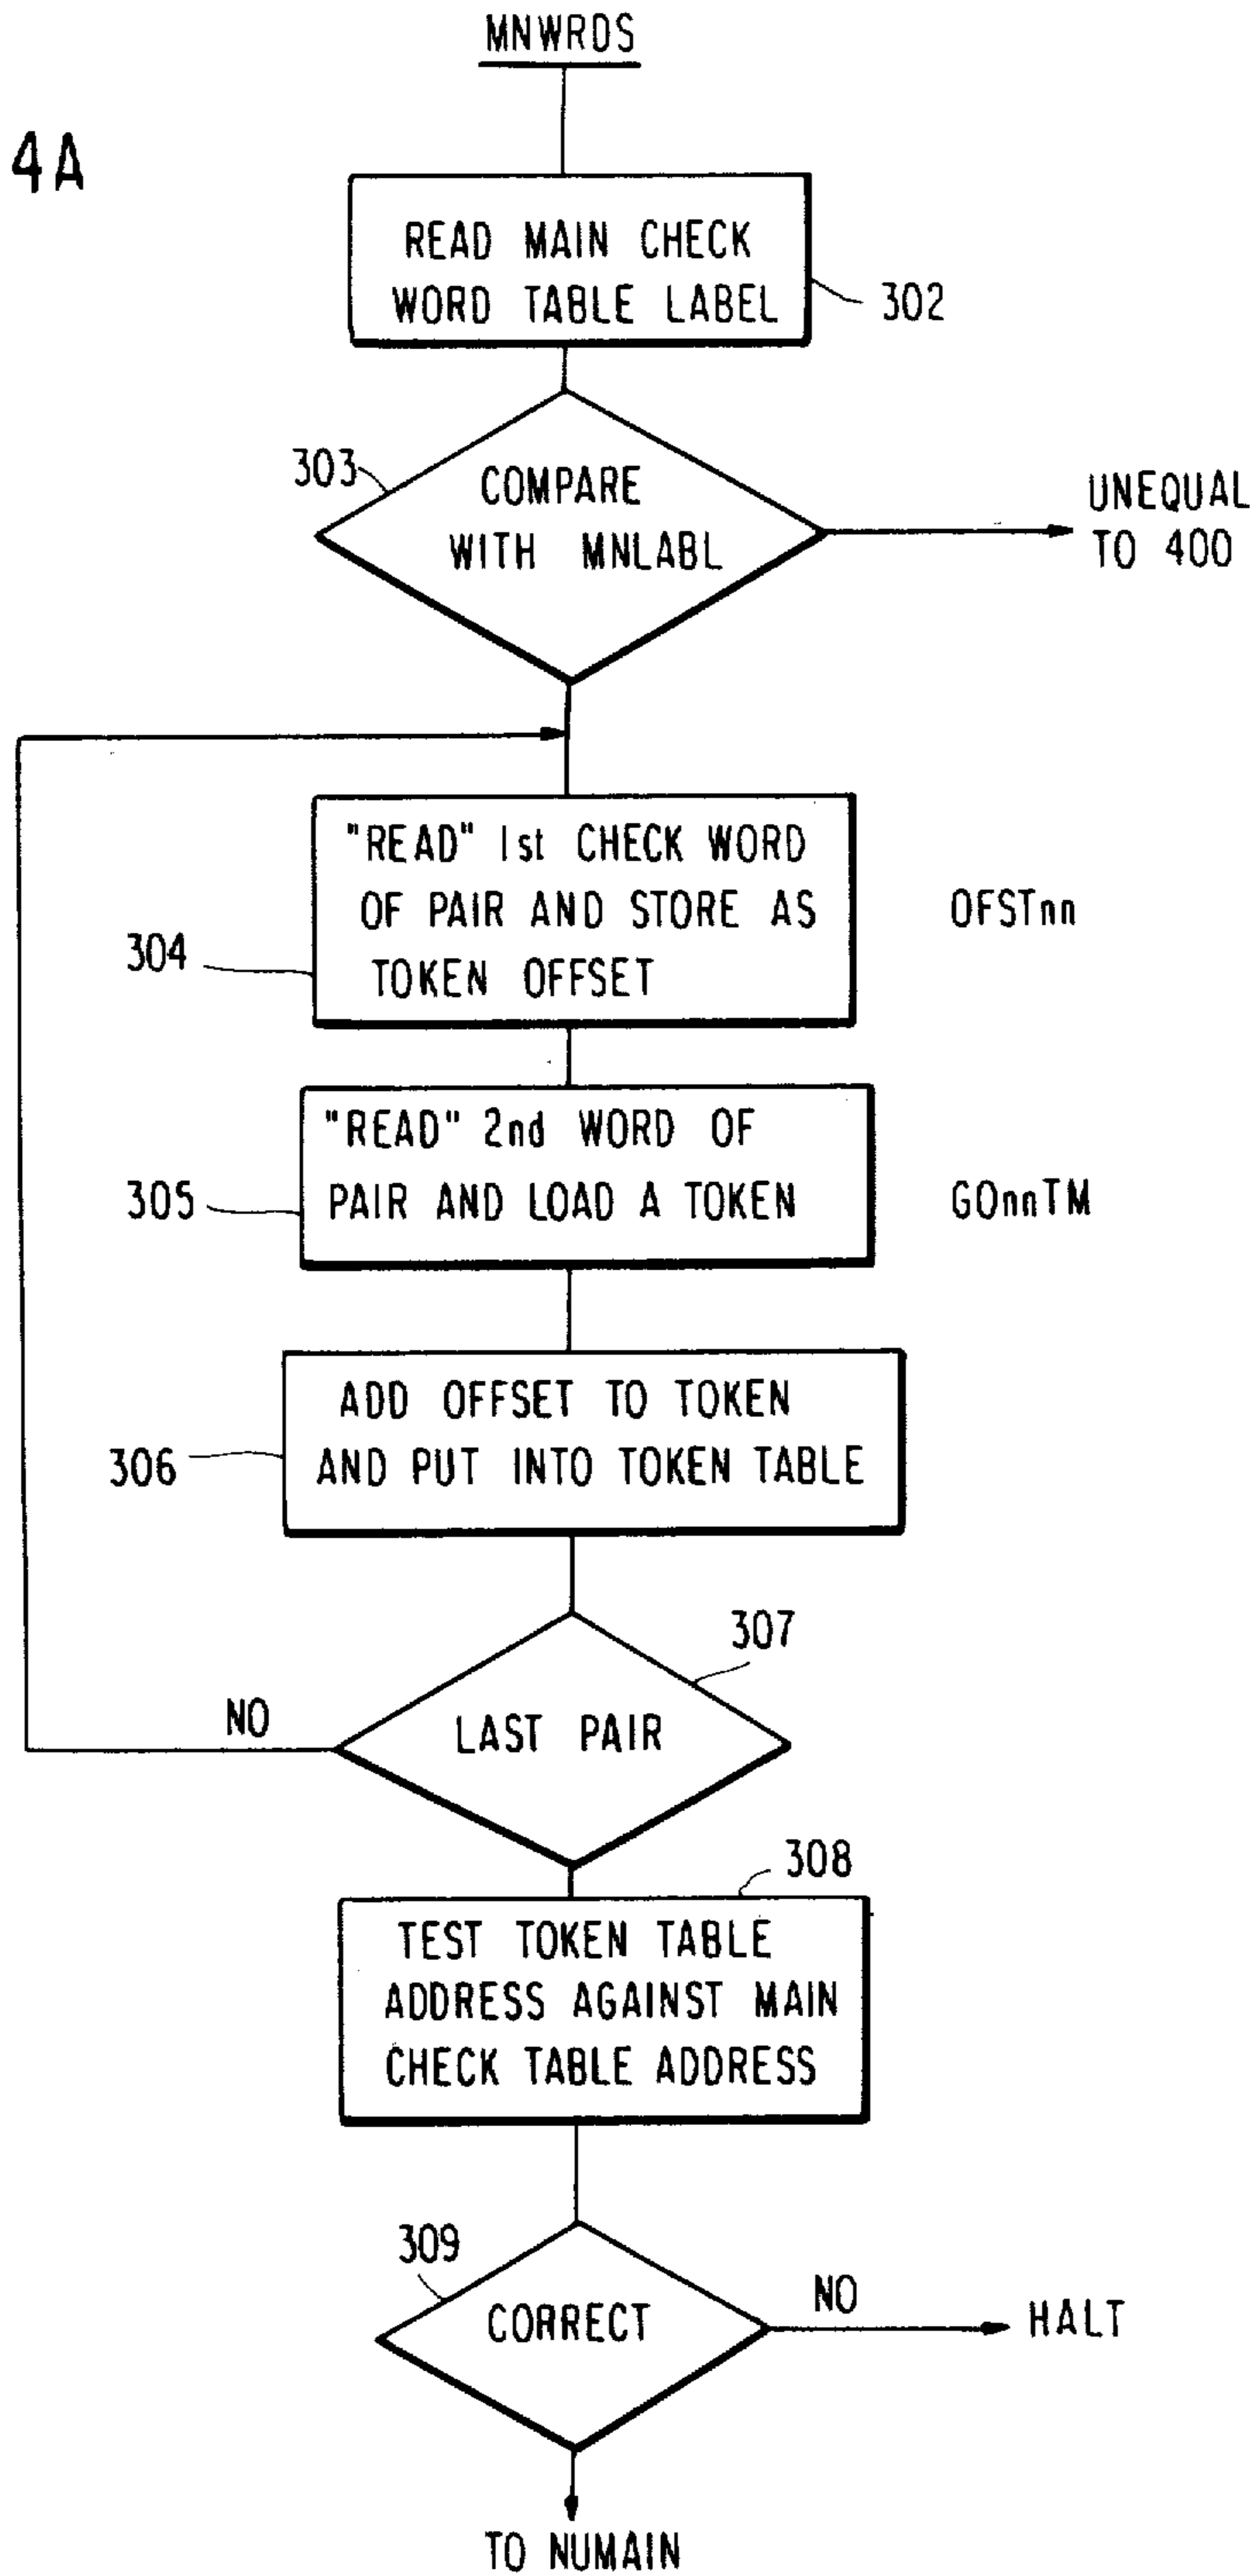 MNWRDS
4A
READ MAIN CHECK
WORD TABLE LABEL
302
303
COMPARE
WITH MNLABL
UNEQUAL
TO 400
"READ" 1st CHECK WORD
OF PAIR AND STORE AS
TOKEN OFFSET
304
OFSTnn
"READ" 2nd WORD OF
PAIR AND LOAD A TOKEN
305
GOnnTM
ADD OFFSET TO TOKEN
AND PUT INTO TOKEN TABLE
306
307
LAST PAIR
NO
308
TEST TOKEN TABLE
ADDRESS AGAINST MAIN
CHECK TABLE ADDRESS
309
CORRECT
NO
HALT
TO NUMAIN